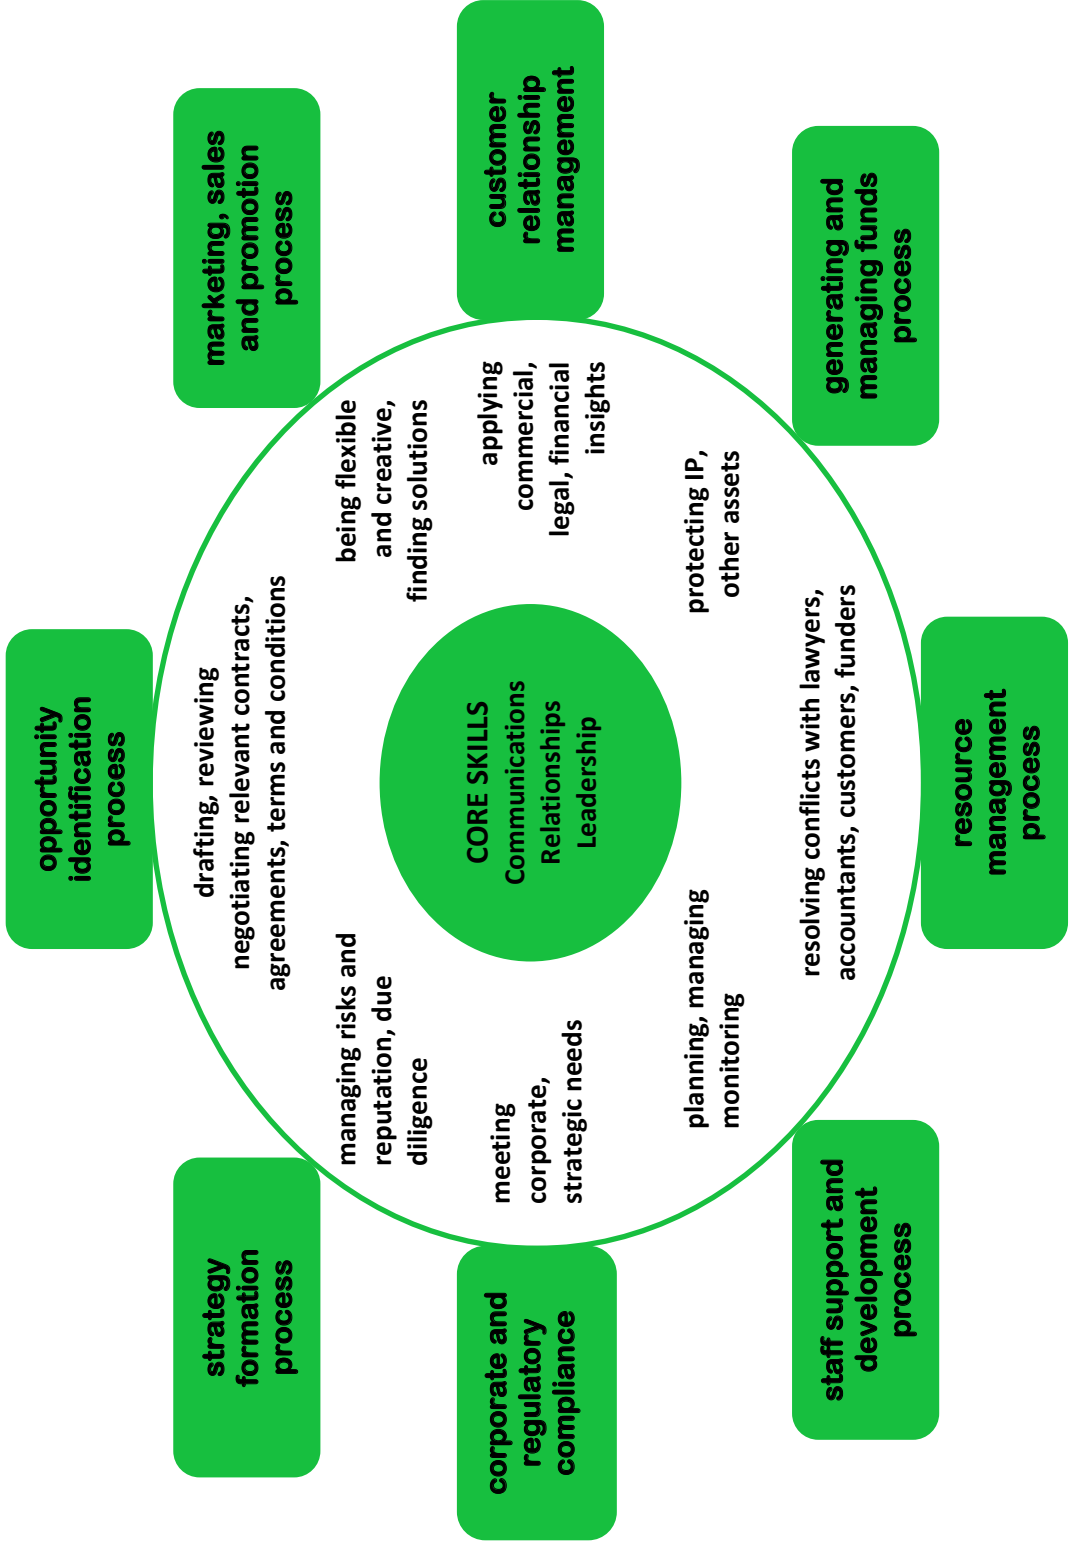 opportunity
identification
process
strategy
formation
process
marketing, sales
and promotion
process
drafting, reviewing
negotiating relevant contracts,
agreements, terms and conditions
managing risks and
reputation, due
diligence
being flexible
and creative,
finding solutions
corporate and
regulatory
compliance
meeting
corporate,
strategic needs
CORE SKILLS
Communications
Relationships
Leadership
applying
commercial,
legal, financial
insights
customer
relationship
management
planning, managing
monitoring
protecting IP,
other assets
staff support and
development
process
resolving conflicts with lawyers,
accountants, customers, funders
generating and
managing funds
process
resource
management
process